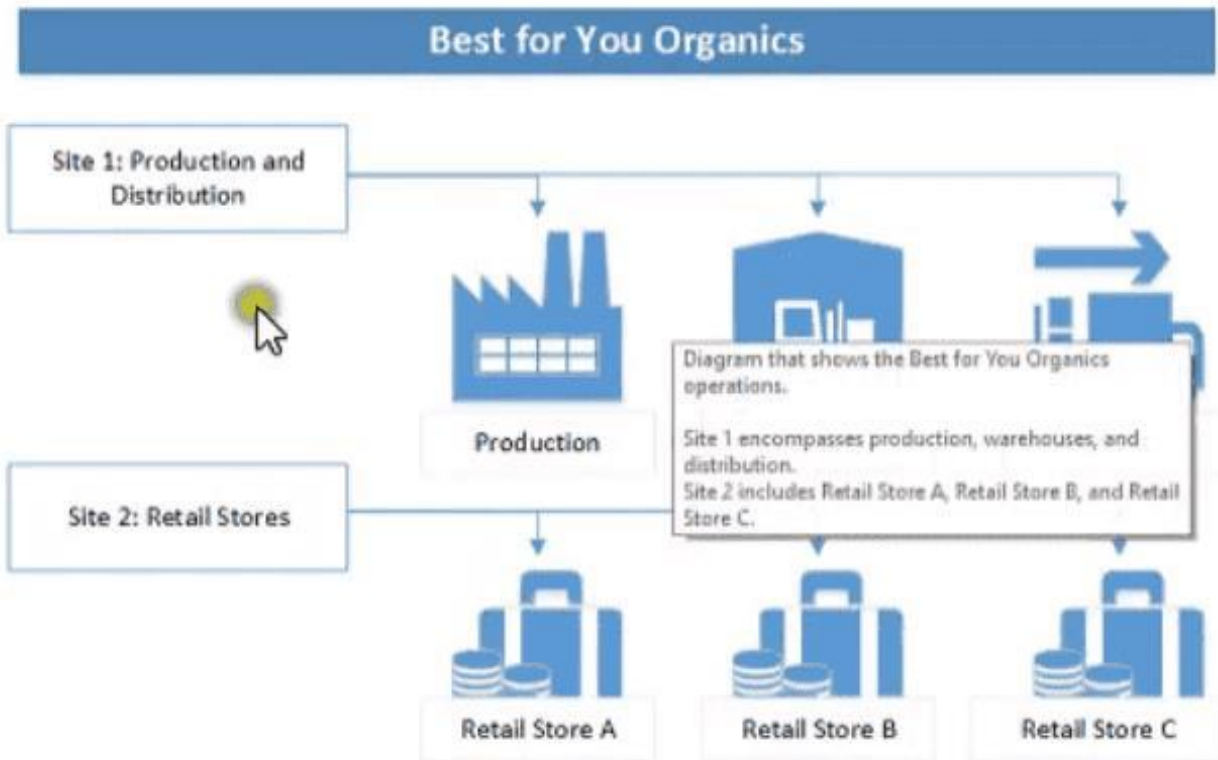 Best for You Organics
Site 1: Production and
Distribution
Production
Diagram that shows the Best for You Organics
operations.
Site 1 encompasses production, warehouses, and
distribution.
Site 2 includes Retail Store A, Retail Store B, and Retail
Store C.
Site 2: Retail Stores
Retail Store A
Retail Store B
Retail Store C